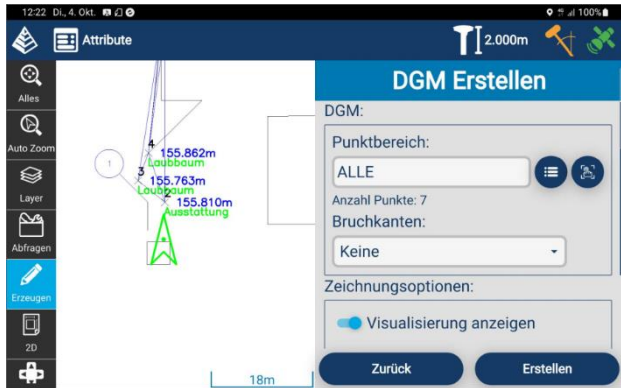 12:22 Di., 4. Okt.
100%
Attribute
2.000m
Alles
Auto Zoom
Layer
Abfragen
Erzeugen
2D
1
4
155.862m
Laubbaum
3
155.763m
Laubbaum
2
155.810m
Ausstattung
18m
DGM Erstellen
DGM:
Punktbereich:
ALLE
Anzahl Punkte: 7
Bruchkanten:
Keine
Zeichnungsoptionen:
Visualisierung anzeigen
Zurück
Erstellen